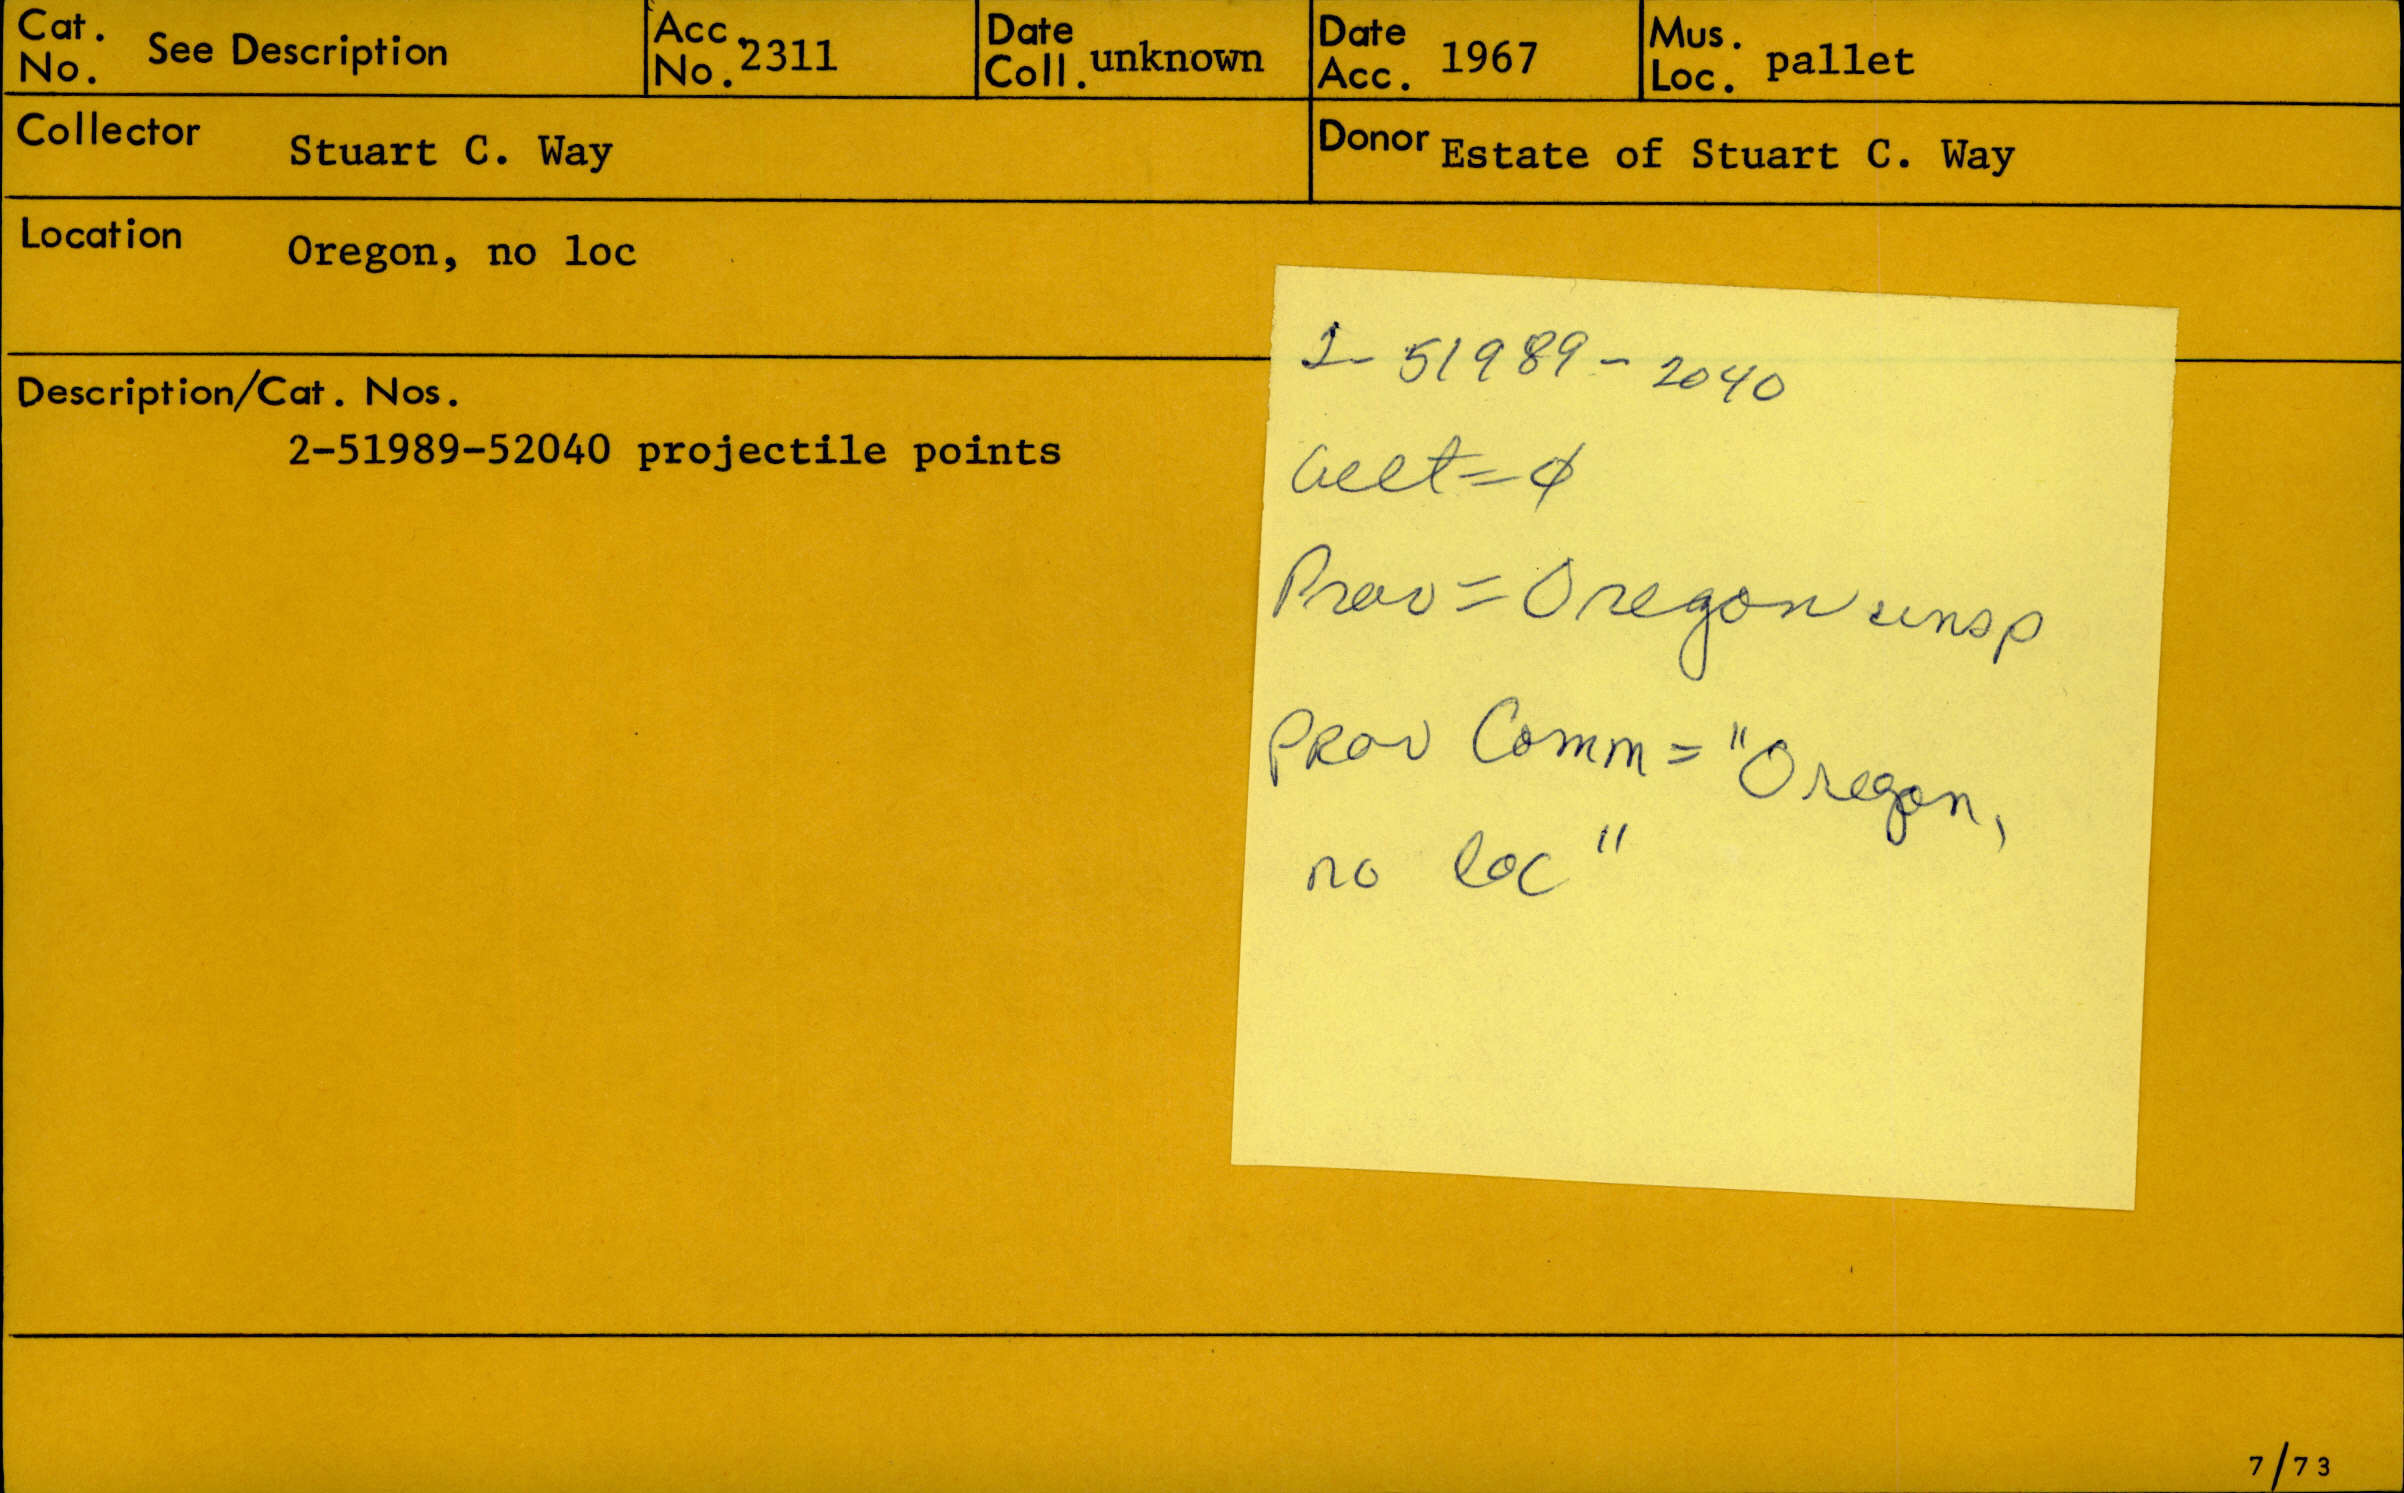 Cat. No. See Description
Acc. No. 2311
Date Coll. unknown
Date Acc. 1967
Mus. Loc. pallet
Collector Stuart C. Way
Donor Estate of Stuart C. Way
Location Oregon, no loc
Description/Cat. Nos.
2-51989-52040 projectile points
2-51989-2040
Cult=φ
Prov=Oregon unsp
Prov Comm="Oregon,
no loc"
7/73